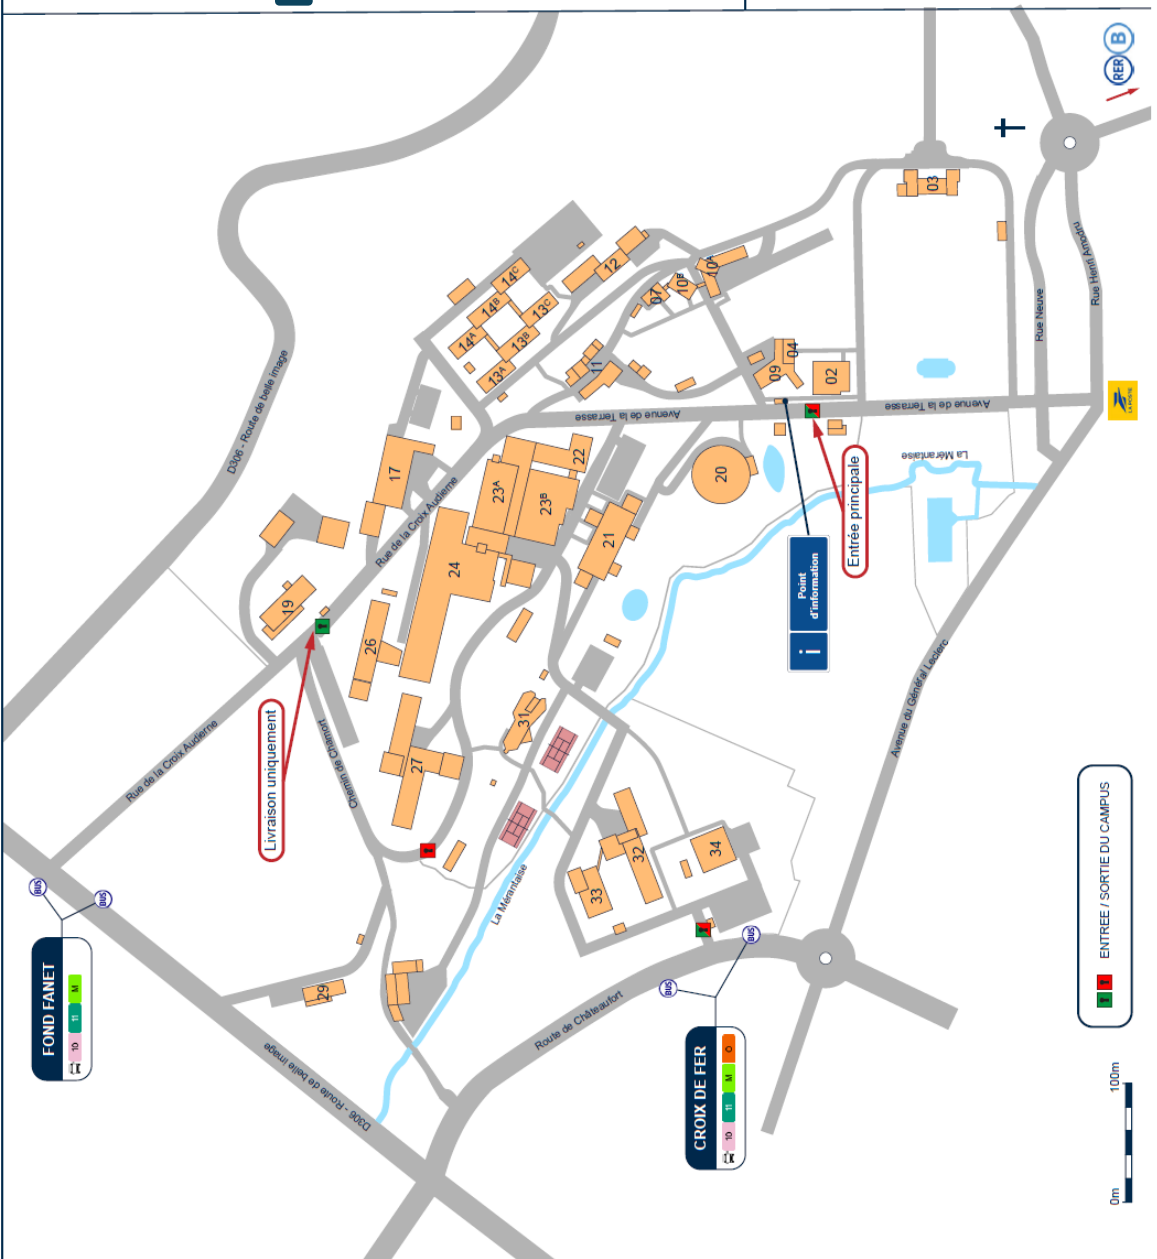 RER B
LA POSTE
Rue Henri Amodru
Rue Neuve
03
D306 - Route de belle image
14C
14B
14A
13C
13B
13A
12
07
10B
10A
11
04
09
02
Avenue de la Terrasse
Avenue de la Terrasse
17
22
23A
23B
20
21
24
La Mérantaise
Entrée principale
Point
d'information
i
Rue de la Croix Audierne
19
26
Livraison uniquement
Rue de la Croix Audierne
Chemin de Chamort
27
31
Avenue du Général Leclerc
La Mérantaise
32
33
34
29
BUS
BUS
FOND FANET
10 11 M
D306 - Route de belle image
Route de Châteaufort
BUS
BUS
CROIX DE FER
10 11 M O
ENTREE / SORTIE DU CAMPUS
0m 100m